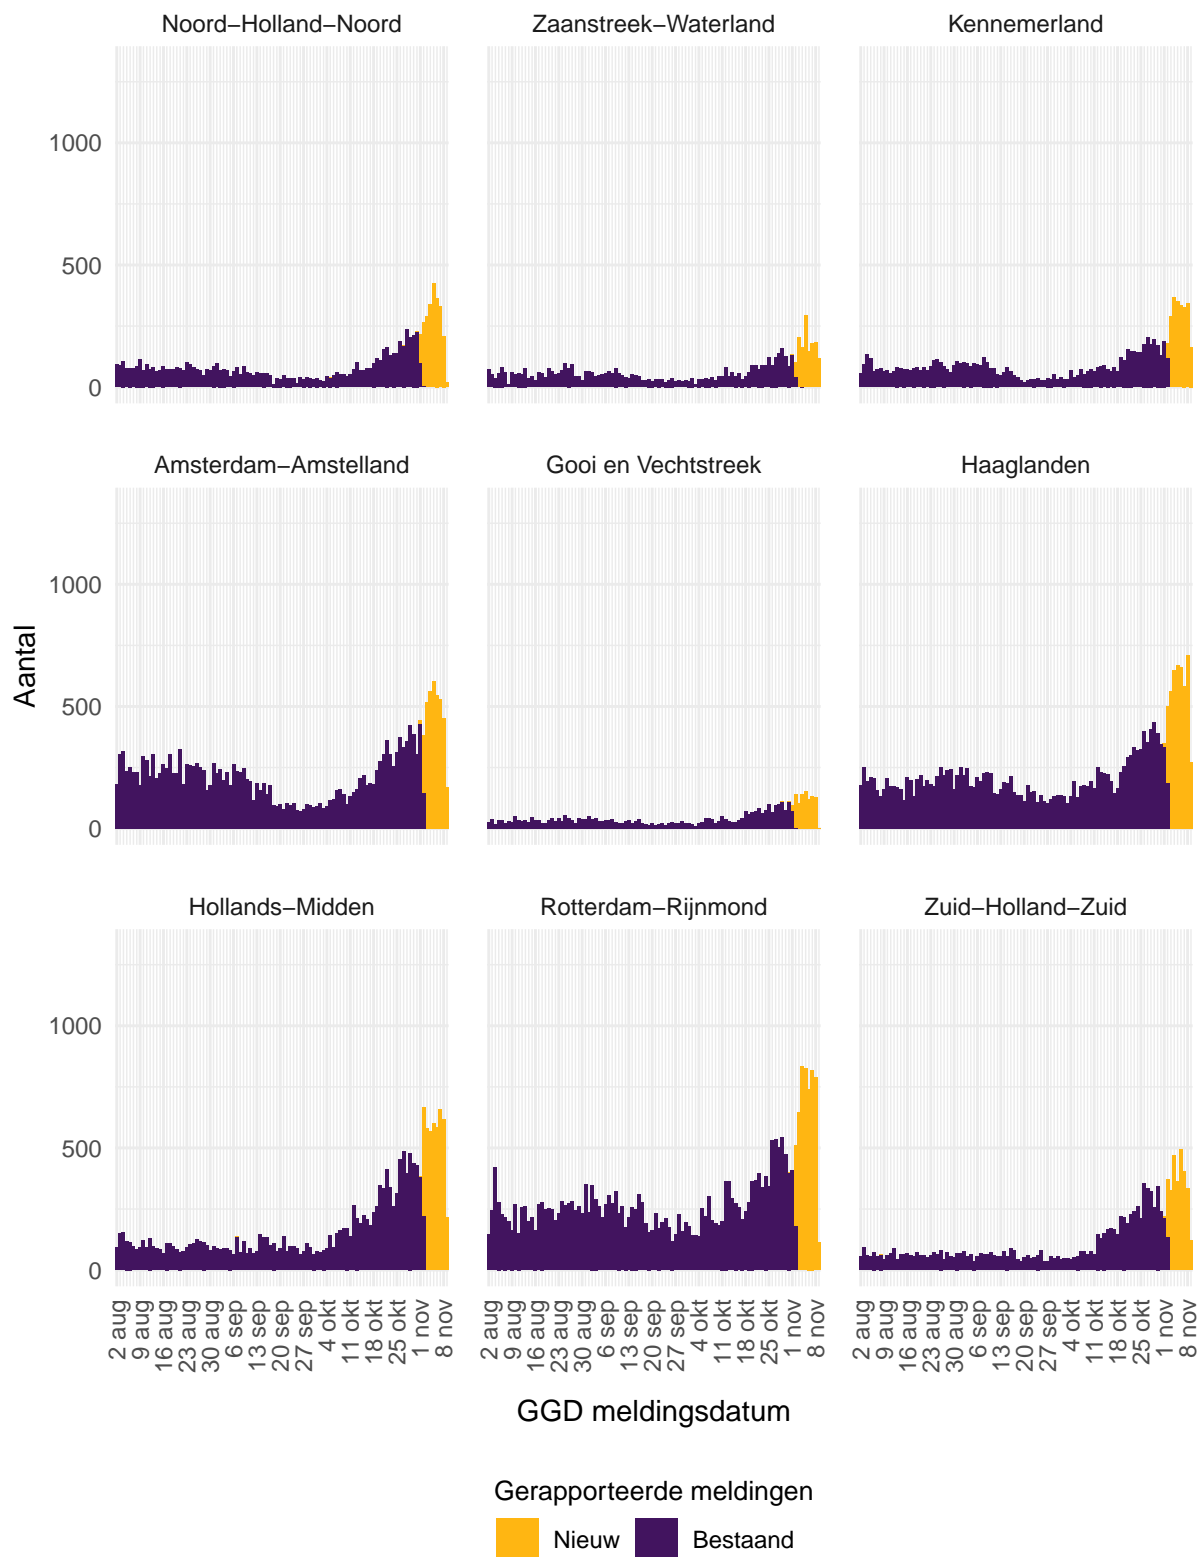 Noord−Holland−Noord
Zaanstreek−Waterland
Kennemerland
1000
500
0
Amsterdam−Amstelland
Gooi en Vechtstreek
Haaglanden
1000
500
0
Aantal
Hollands−Midden
Rotterdam−Rijnmond
Zuid−Holland−Zuid
1000
500
0
2 aug
9 aug
16 aug
23 aug
30 aug
6 sep
13 sep
20 sep
27 sep
4 okt
11 okt
18 okt
25 okt
1 nov
8 nov
2 aug
9 aug
16 aug
23 aug
30 aug
6 sep
13 sep
20 sep
27 sep
4 okt
11 okt
18 okt
25 okt
1 nov
8 nov
2 aug
9 aug
16 aug
23 aug
30 aug
6 sep
13 sep
20 sep
27 sep
4 okt
11 okt
18 okt
25 okt
1 nov
8 nov
GGD meldingsdatum
Gerapporteerde meldingen
Nieuw
Bestaand